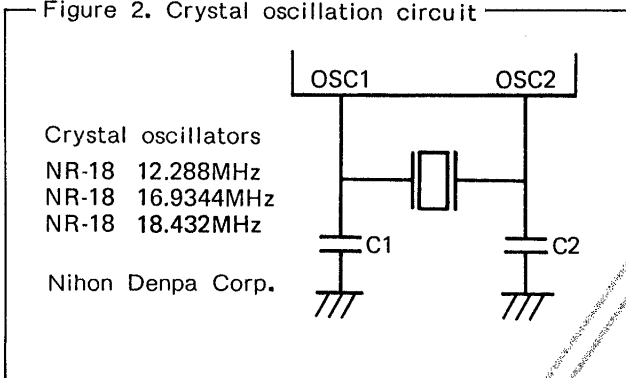 Figure 2. Crystal oscillation circuit
OSC1 OSC2
Crystal oscillators
NR-18 12.288MHz
NR-18 16.9344MHz
NR-18 18.432MHz
C1 C2
Nihon Denpa Corp.